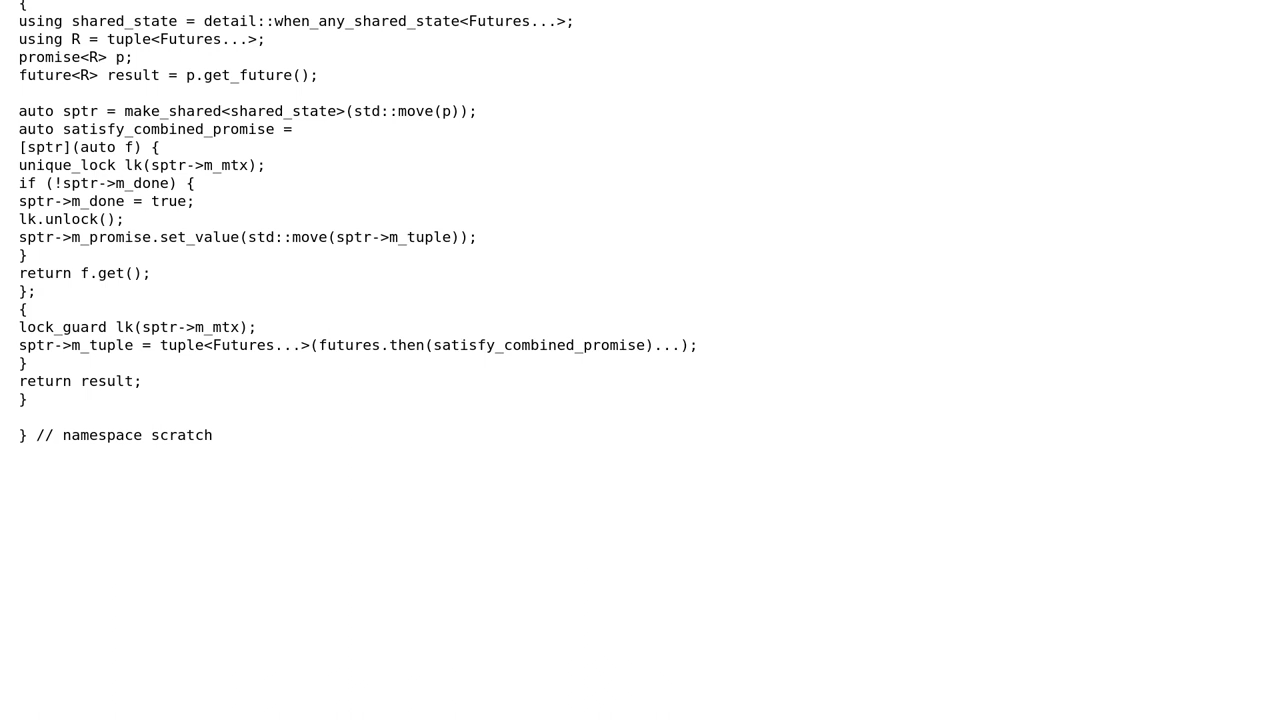 {
using shared_state = detail::when_any_shared_state<Futures...>;
using R = tuple<Futures...>;
promise<R> p;
future<R> result = p.get_future();

auto sptr = make_shared<shared_state>(std::move(p));
auto satisfy_combined_promise =
[sptr](auto f) {
unique_lock lk(sptr->m_mtx);
if (!sptr->m_done) {
sptr->m_done = true;
lk.unlock();
sptr->m_promise.set_value(std::move(sptr->m_tuple));
}
return f.get();
};
{
lock_guard lk(sptr->m_mtx);
sptr->m_tuple = tuple<Futures...>(futures.then(satisfy_combined_promise)...);
}
return result;
}

} // namespace scratch